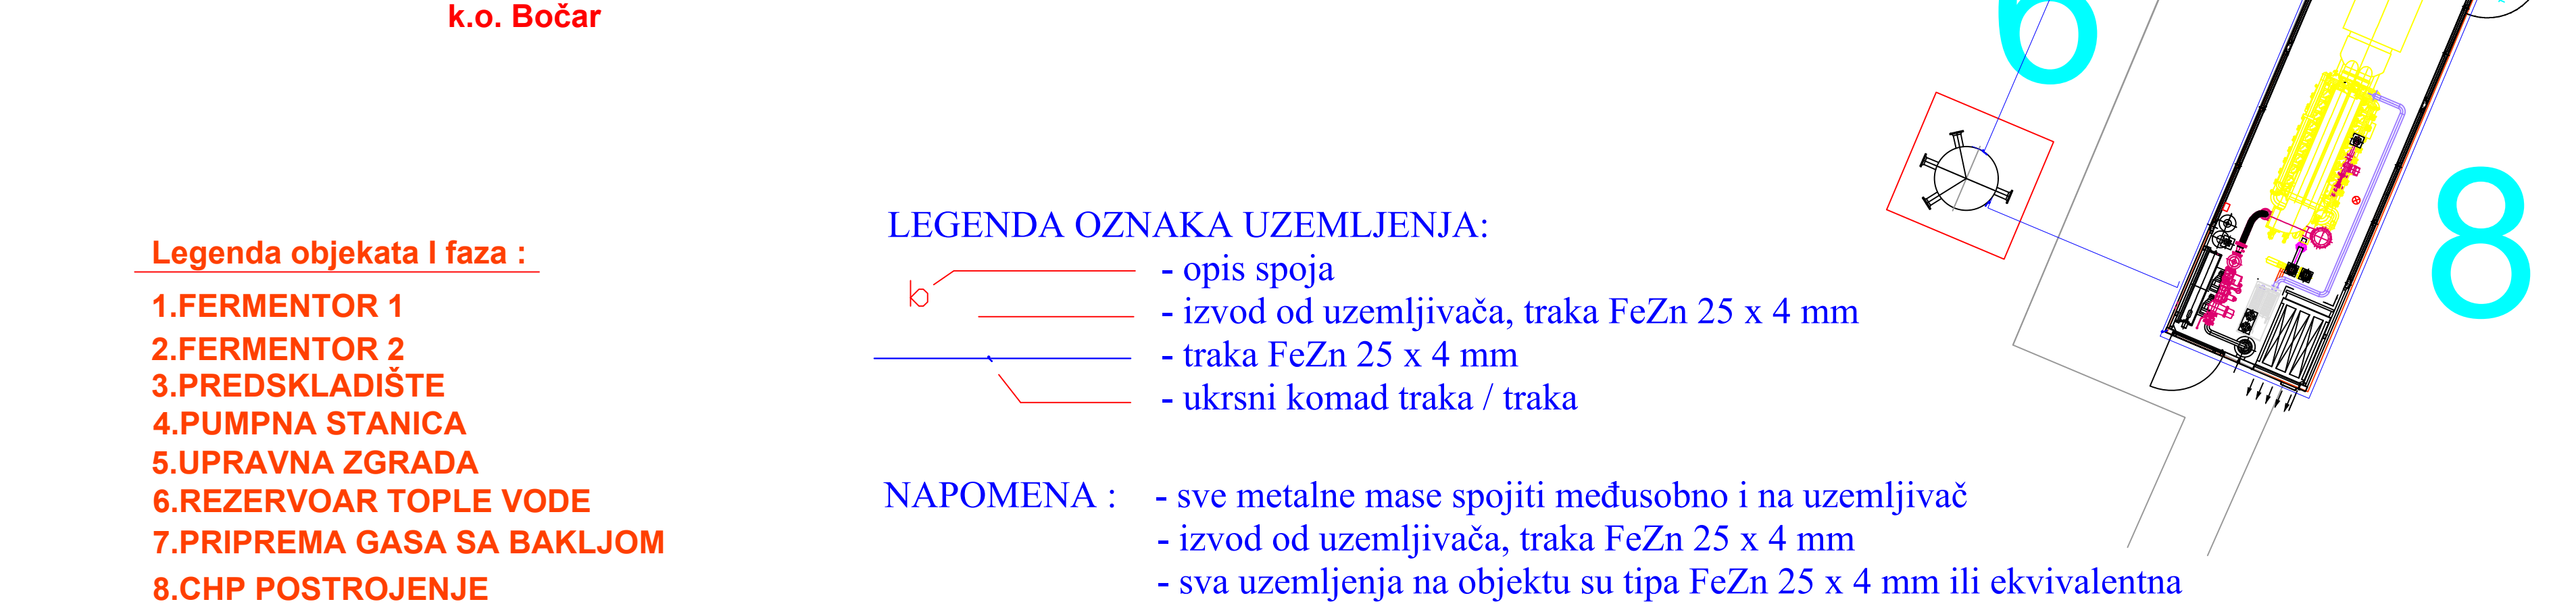 k.o. Bočar
6
8
Legenda objekata I faza :
1.FERMENTOR 1
2.FERMENTOR 2
3.PREDSKLADIŠTE
4.PUMPNA STANICA
5.UPRAVNA ZGRADA
6.REZERVOAR TOPLE VODE
7.PRIPREMA GASA SA BAKLJOM
8.CHP POSTROJENJE
LEGENDA OZNAKA UZEMLJENJA:
b
- opis spoja
- izvod od uzemljivača, traka FeZn 25 x 4 mm
- traka FeZn 25 x 4 mm
- ukrsni komad traka / traka
NAPOMENA : - sve metalne mase spojiti međusobno i na uzemljivač
- izvod od uzemljivača, traka FeZn 25 x 4 mm
- sva uzemljenja na objektu su tipa FeZn 25 x 4 mm ili ekvivalentna